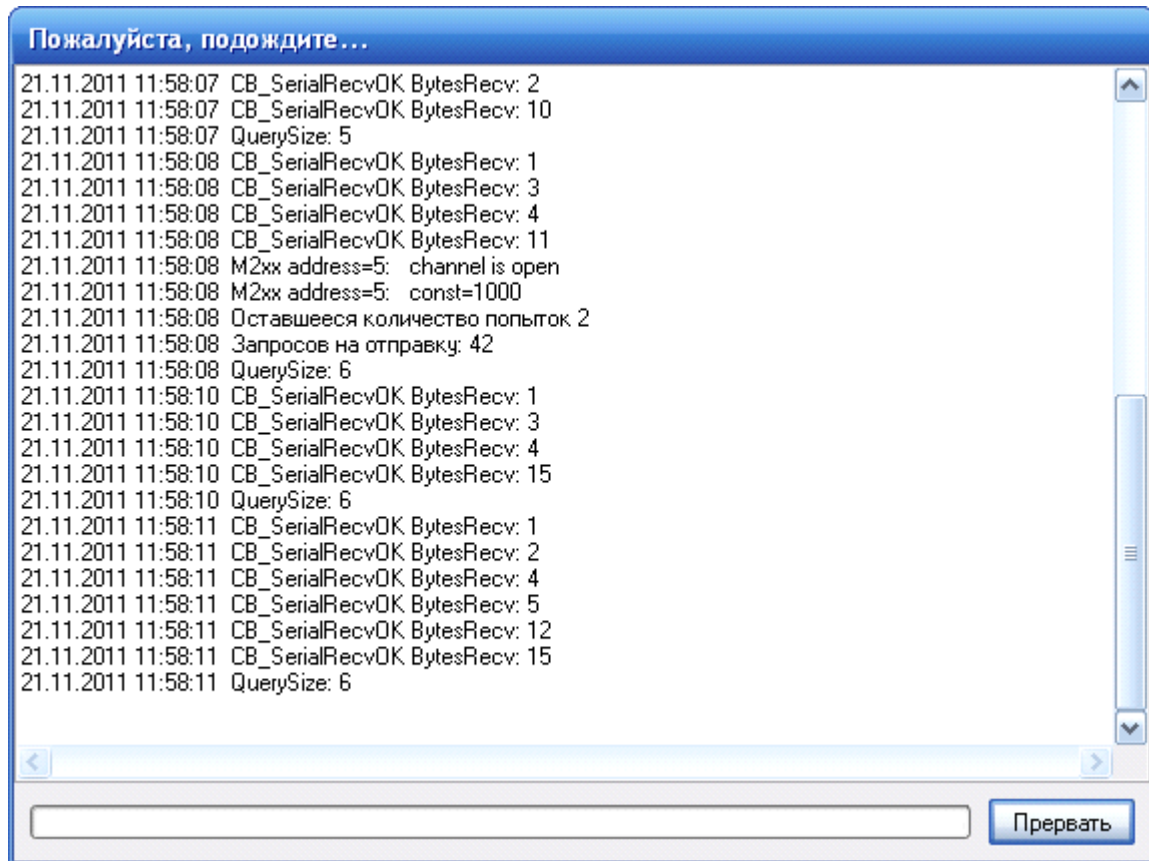 Пожалуйста, подождите...
21.11.2011 11:58:07 CB_SerialRecvOK BytesRecv: 2
21.11.2011 11:58:07 CB_SerialRecvOK BytesRecv: 10
21.11.2011 11:58:07 QuerySize: 5
21.11.2011 11:58:08 CB_SerialRecvOK BytesRecv: 1
21.11.2011 11:58:08 CB_SerialRecvOK BytesRecv: 3
21.11.2011 11:58:08 CB_SerialRecvOK BytesRecv: 4
21.11.2011 11:58:08 CB_SerialRecvOK BytesRecv: 11
21.11.2011 11:58:08 M2xx address=5: channel is open
21.11.2011 11:58:08 M2xx address=5: const=1000
21.11.2011 11:58:08 Оставшееся количество попыток 2
21.11.2011 11:58:08 Запросов на отправку: 42
21.11.2011 11:58:08 QuerySize: 6
21.11.2011 11:58:10 CB_SerialRecvOK BytesRecv: 1
21.11.2011 11:58:10 CB_SerialRecvOK BytesRecv: 3
21.11.2011 11:58:10 CB_SerialRecvOK BytesRecv: 4
21.11.2011 11:58:10 CB_SerialRecvOK BytesRecv: 15
21.11.2011 11:58:10 QuerySize: 6
21.11.2011 11:58:11 CB_SerialRecvOK BytesRecv: 1
21.11.2011 11:58:11 CB_SerialRecvOK BytesRecv: 2
21.11.2011 11:58:11 CB_SerialRecvOK BytesRecv: 4
21.11.2011 11:58:11 CB_SerialRecvOK BytesRecv: 5
21.11.2011 11:58:11 CB_SerialRecvOK BytesRecv: 12
21.11.2011 11:58:11 CB_SerialRecvOK BytesRecv: 15
21.11.2011 11:58:11 QuerySize: 6
Прервать